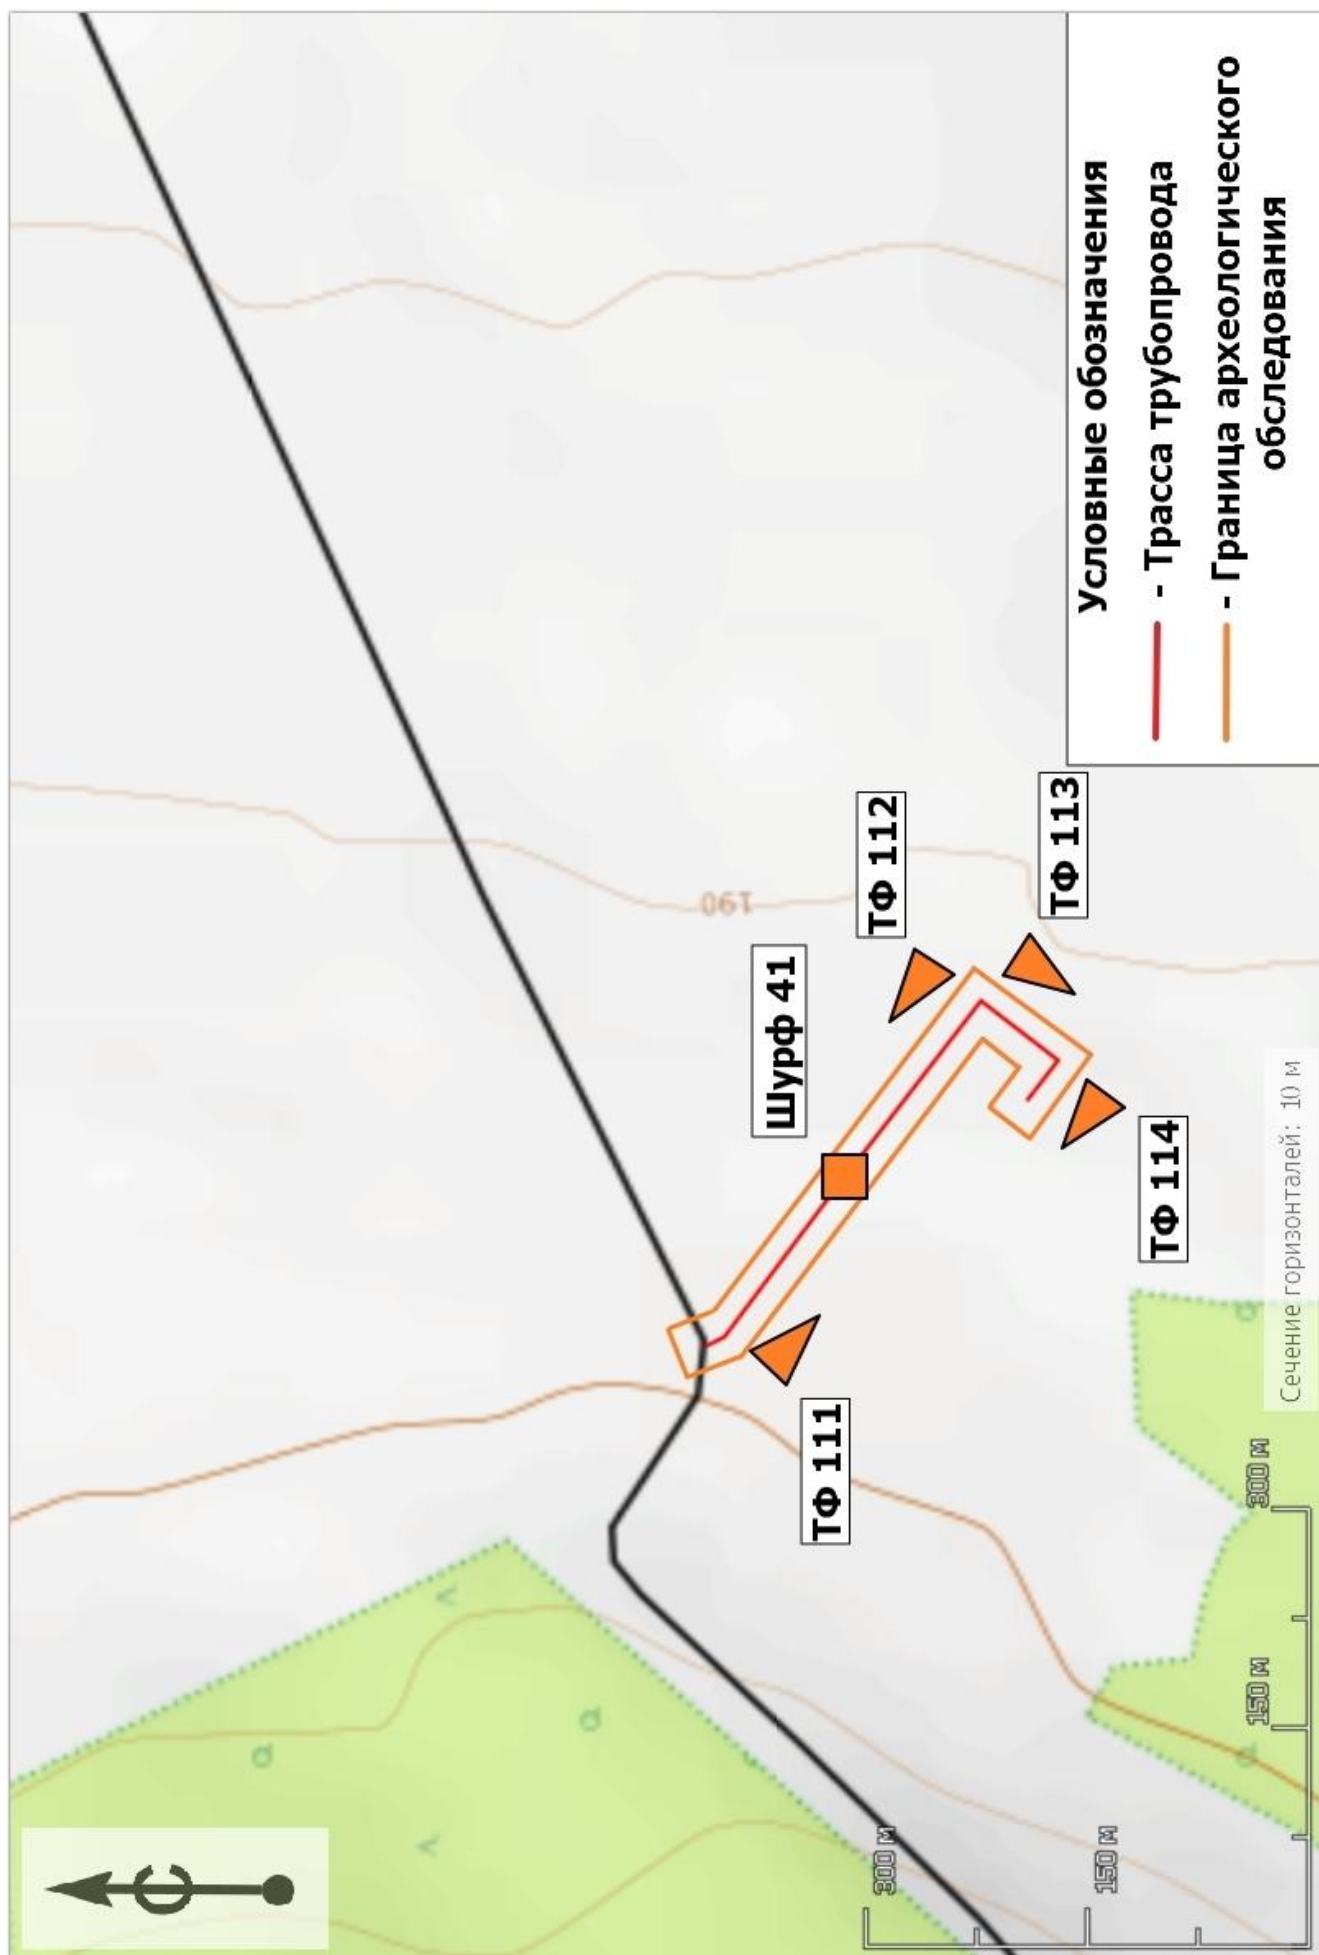 С
190
ТФ 112
ТФ 113
Шурф 41
ТФ 111
ТФ 114
Условные обозначения
- Трасса трубопровода
- Граница археологического
обследования
Сечение горизонталей: 10 м
300 м
150 м
150 м
300 м